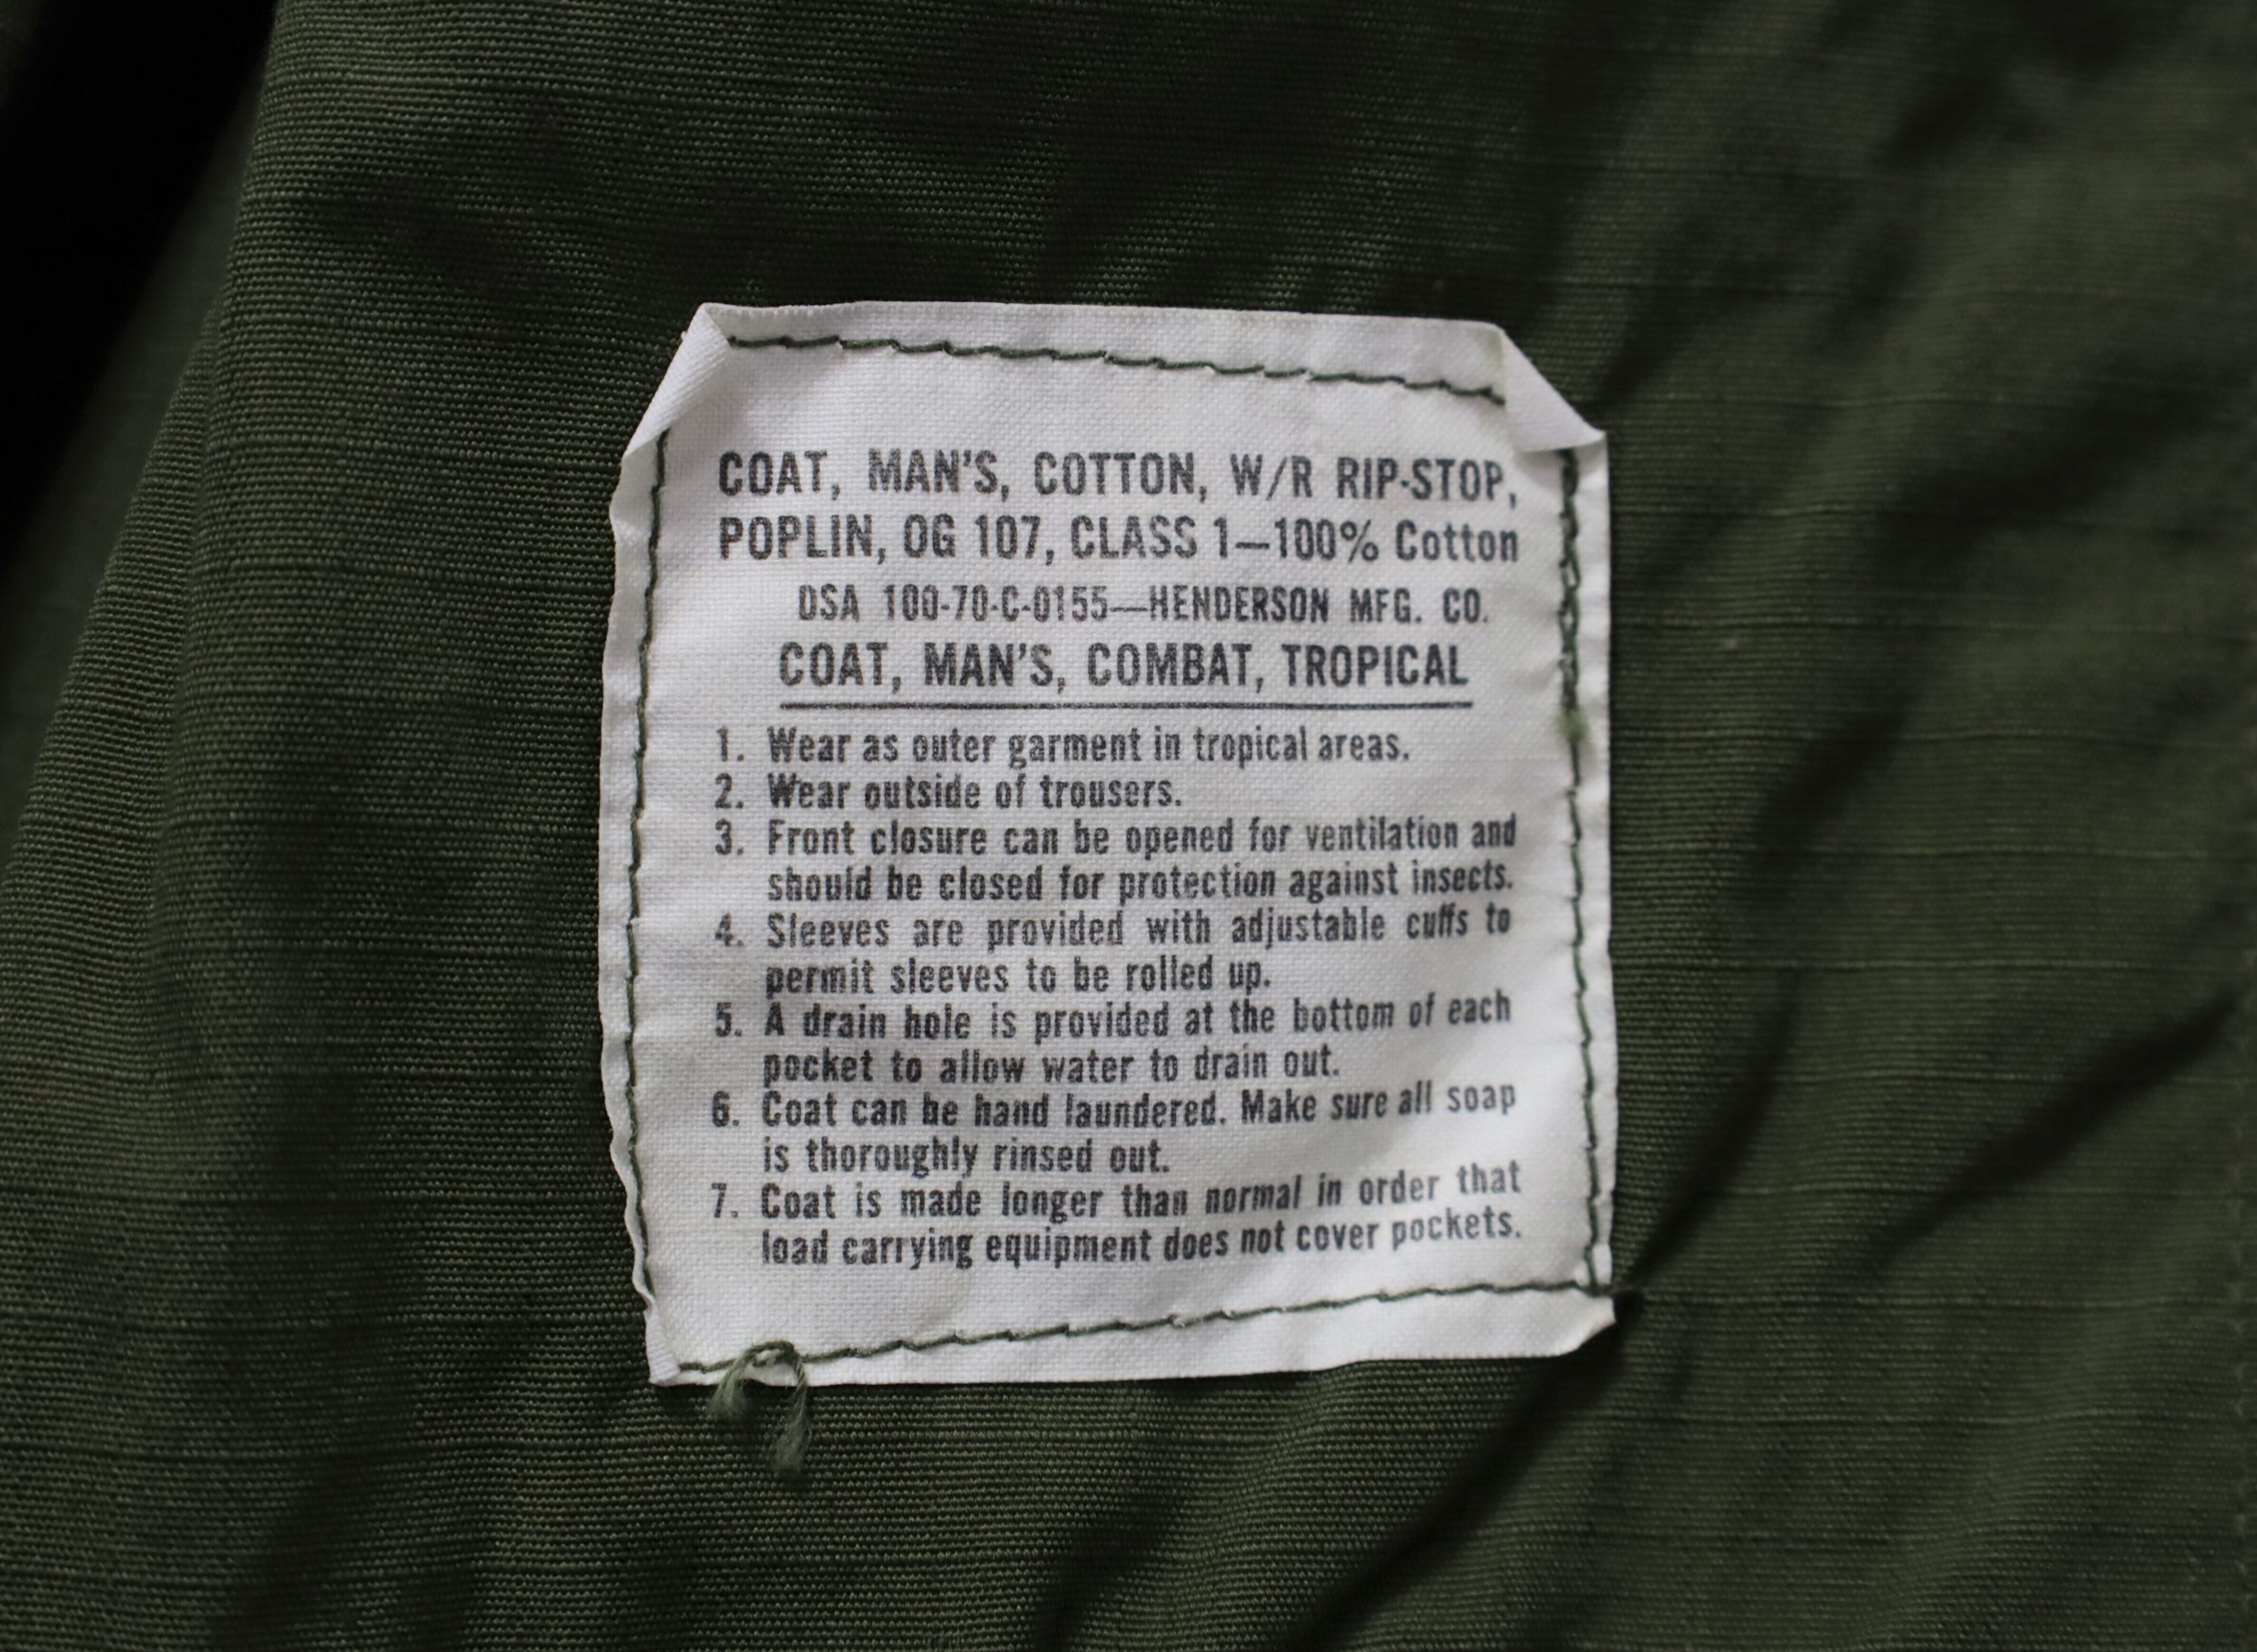 COAT, MAN'S, COTTON, W/R RIP-STOP,
POPLIN, OG 107, CLASS 1—100% Cotton
DSA 100-70-C-0155—HENDERSON MFG. CO.
COAT, MAN'S, COMBAT, TROPICAL
1. Wear as outer garment in tropical areas.
2. Wear outside of trousers.
3. Front closure can be opened for ventilation and
should be closed for protection against insects.
4. Sleeves are provided with adjustable cuffs to
permit sleeves to be rolled up.
5. A drain hole is provided at the bottom of each
pocket to allow water to drain out.
6. Coat can be hand laundered. Make sure all soap
is thoroughly rinsed out.
7. Coat is made longer than normal in order that
load carrying equipment does not cover pockets.